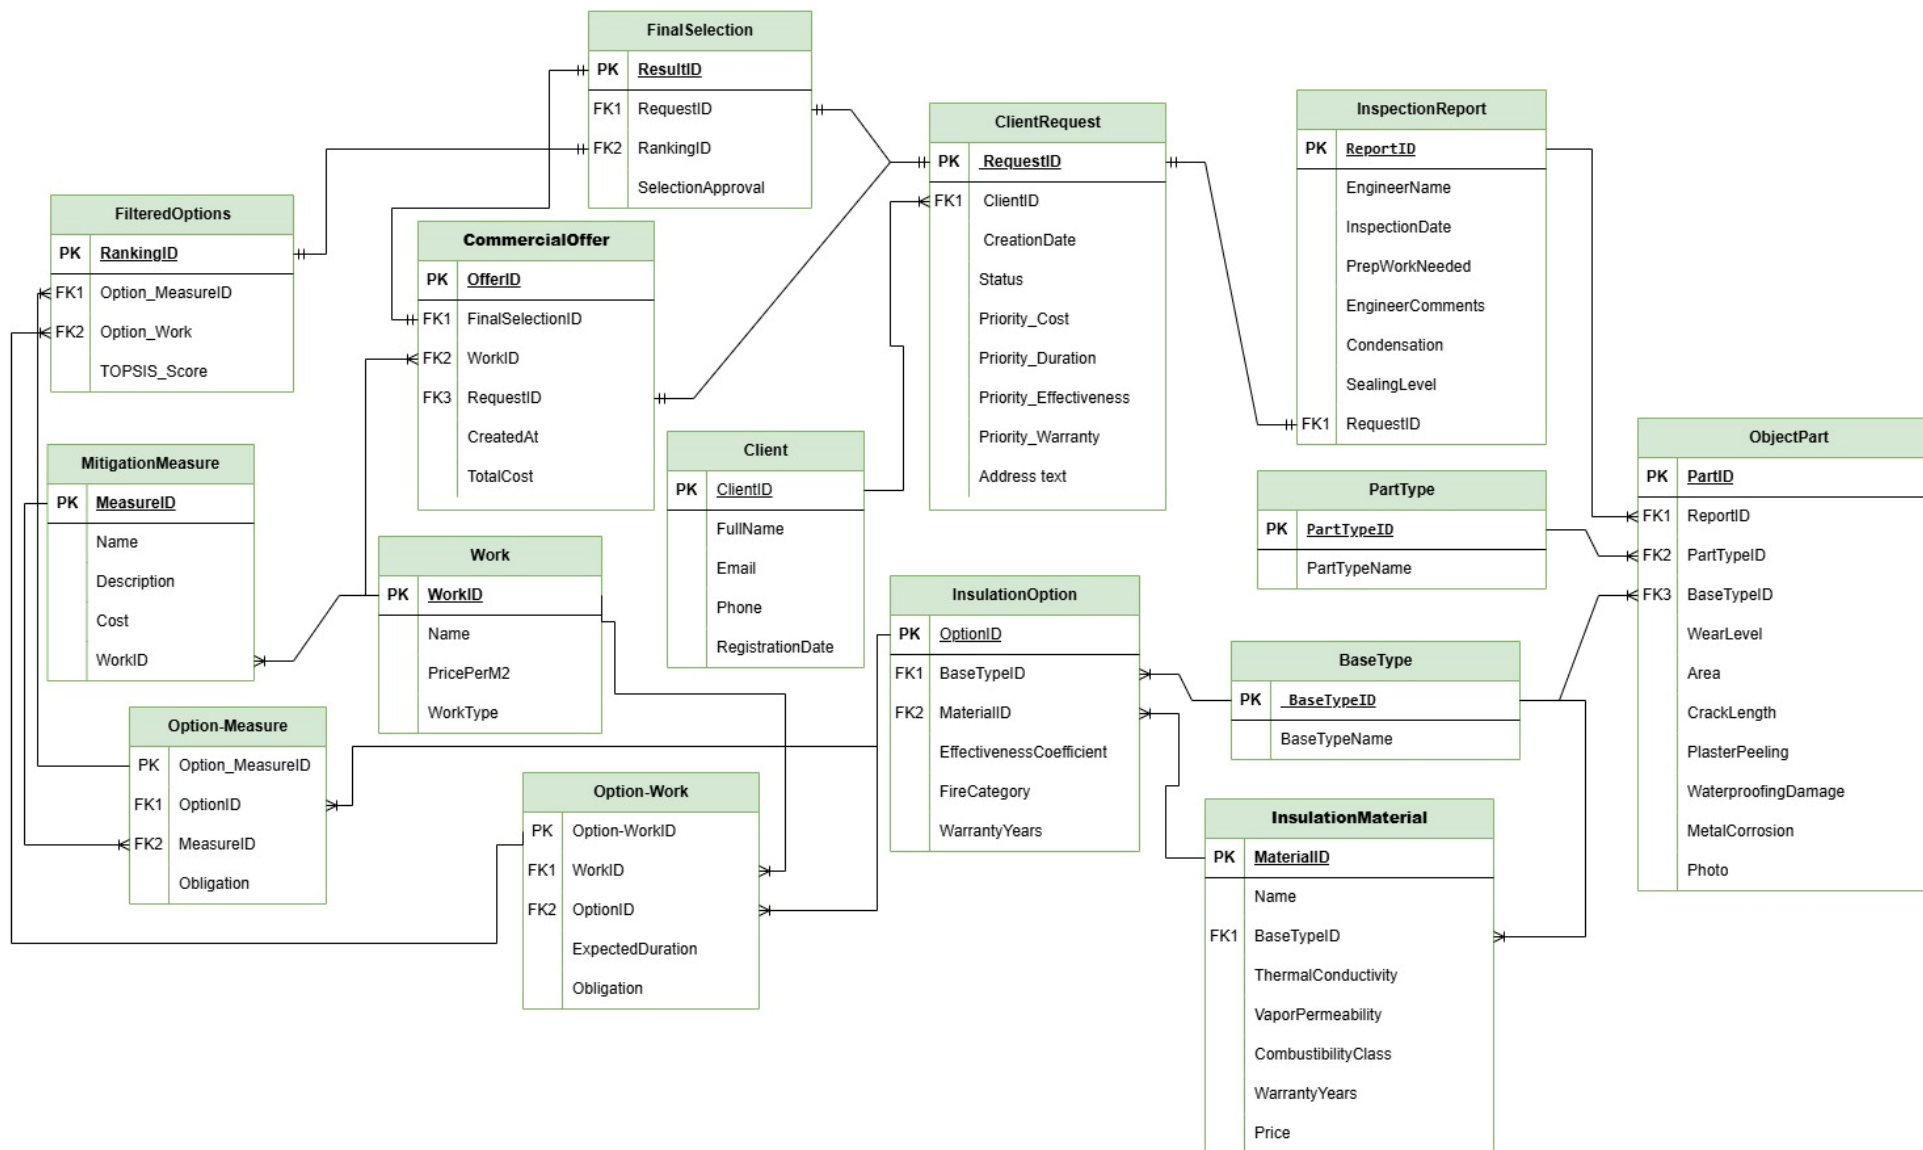 FinalSelection
PK ResultID
FK1 RequestID
FK2 RankingID
SelectionApproval
ClientRequest
PK RequestID
FK1 ClientID
CreationDate
Status
Priority_Cost
Priority_Duration
Priority_Effectiveness
Priority_Warranty
Address text
InspectionReport
PK ReportID
EngineerName
InspectionDate
PrepWorkNeeded
EngineerComments
Condensation
SealingLevel
FK1 RequestID
FilteredOptions
PK RankingID
FK1 Option_MeasureID
FK2 Option_Work
TOPSIS_Score
CommercialOffer
PK OfferID
FK1 FinalSelectionID
FK2 WorkID
FK3 RequestID
CreatedAt
TotalCost
Client
PK ClientID
FullName
Email
Phone
RegistrationDate
ObjectPart
PK PartID
FK1 ReportID
FK2 PartTypeID
FK3 BaseTypeID
WearLevel
Area
CrackLength
PlasterPeeling
WaterproofingDamage
MetalCorrosion
Photo
PartType
PK PartTypeID
PartTypeName
MitigationMeasure
PK MeasureID
Name
Description
Cost
WorkID
Work
PK WorkID
Name
PricePerM2
WorkType
InsulationOption
PK OptionID
FK1 BaseTypeID
FK2 MaterialID
EffectivenessCoefficient
FireCategory
WarrantyYears
BaseType
PK BaseTypeID
BaseTypeName
Option-Measure
PK Option_MeasureID
FK1 OptionID
FK2 MeasureID
Obligation
Option-Work
PK Option-WorkID
FK1 WorkID
FK2 OptionID
ExpectedDuration
Obligation
InsulationMaterial
PK MaterialID
Name
FK1 BaseTypeID
ThermalConductivity
VaporPermeability
CombustibilityClass
WarrantyYears
Price